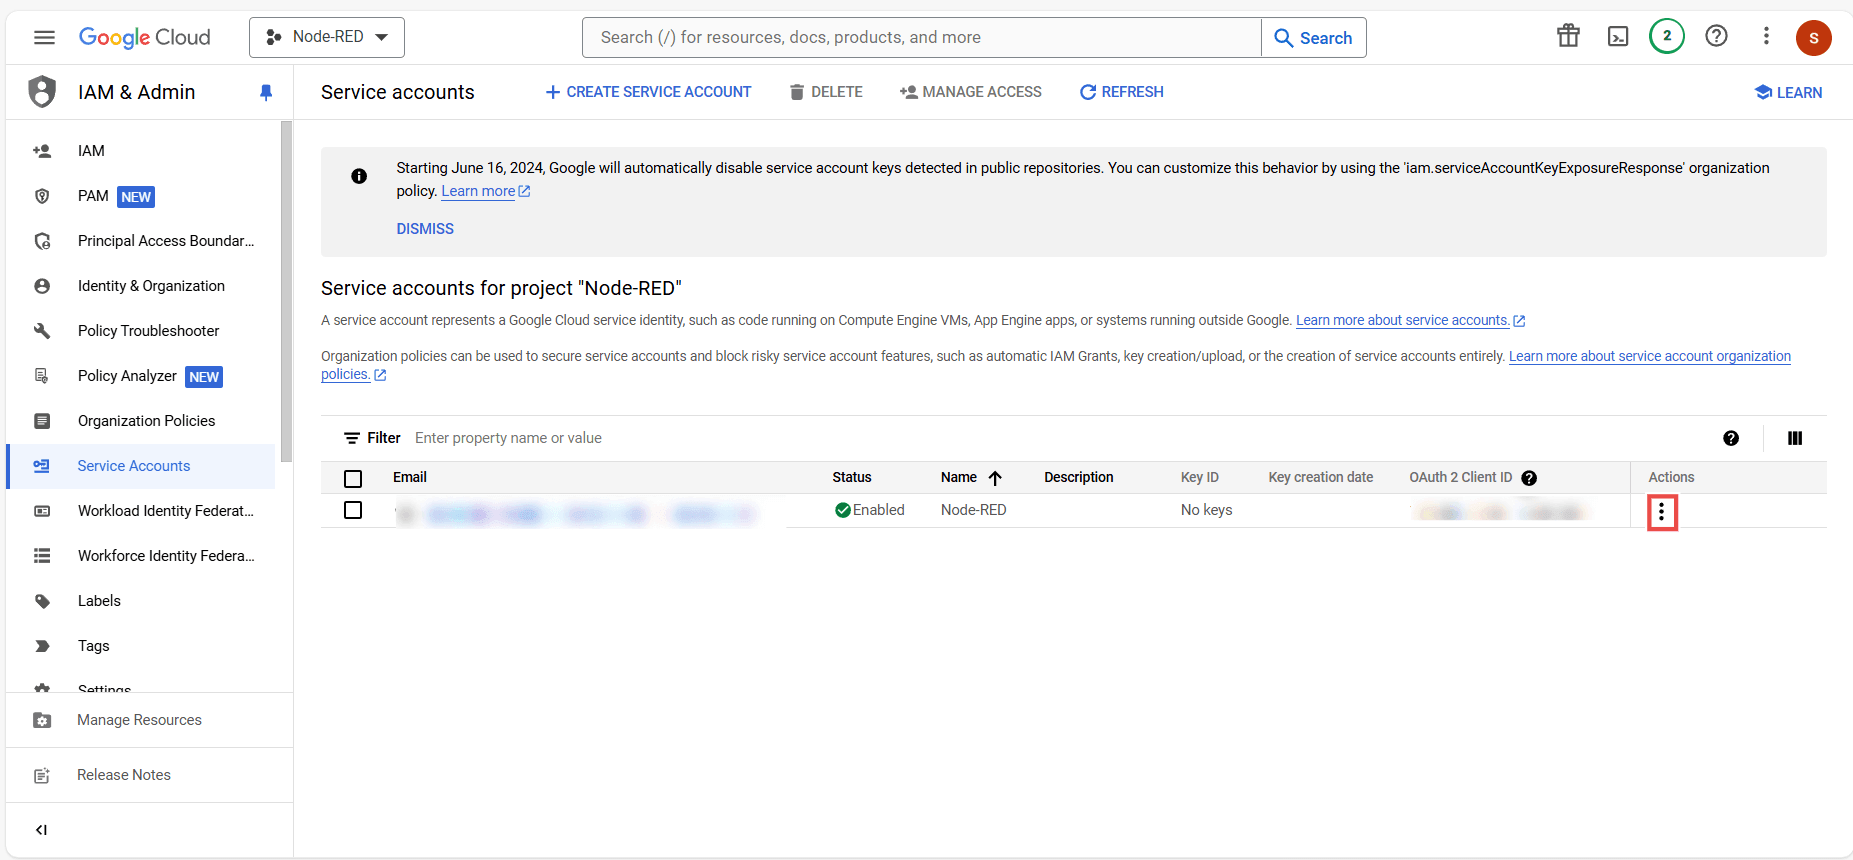 Google Cloud
Node-RED
Search (/) for resources, docs, products, and more
Search
2
S
IAM & Admin
Service accounts
CREATE SERVICE ACCOUNT
DELETE
MANAGE ACCESS
REFRESH
LEARN
IAM
PAM NEW
Principal Access Boundar...
Identity & Organization
Policy Troubleshooter
Policy Analyzer NEW
Organization Policies
Service Accounts
Workload Identity Federat...
Workforce Identity Federa...
Labels
Tags
Settings
Manage Resources
Release Notes
Starting June 16, 2024, Google will automatically disable service account keys detected in public repositories. You can customize this behavior by using the 'iam.serviceAccountKeyExposureResponse' organization
policy. Learn more
DISMISS
Service accounts for project "Node-RED"
A service account represents a Google Cloud service identity, such as code running on Compute Engine VMs, App Engine apps, or systems running outside Google. Learn more about service accounts.
Organization policies can be used to secure service accounts and block risky service account features, such as automatic IAM Grants, key creation/upload, or the creation of service accounts entirely. Learn more about service account organization
policies.
Filter Enter property name or value
Email Status Name Description Key ID Key creation date OAuth 2 Client ID Actions
Enabled Node-RED No keys